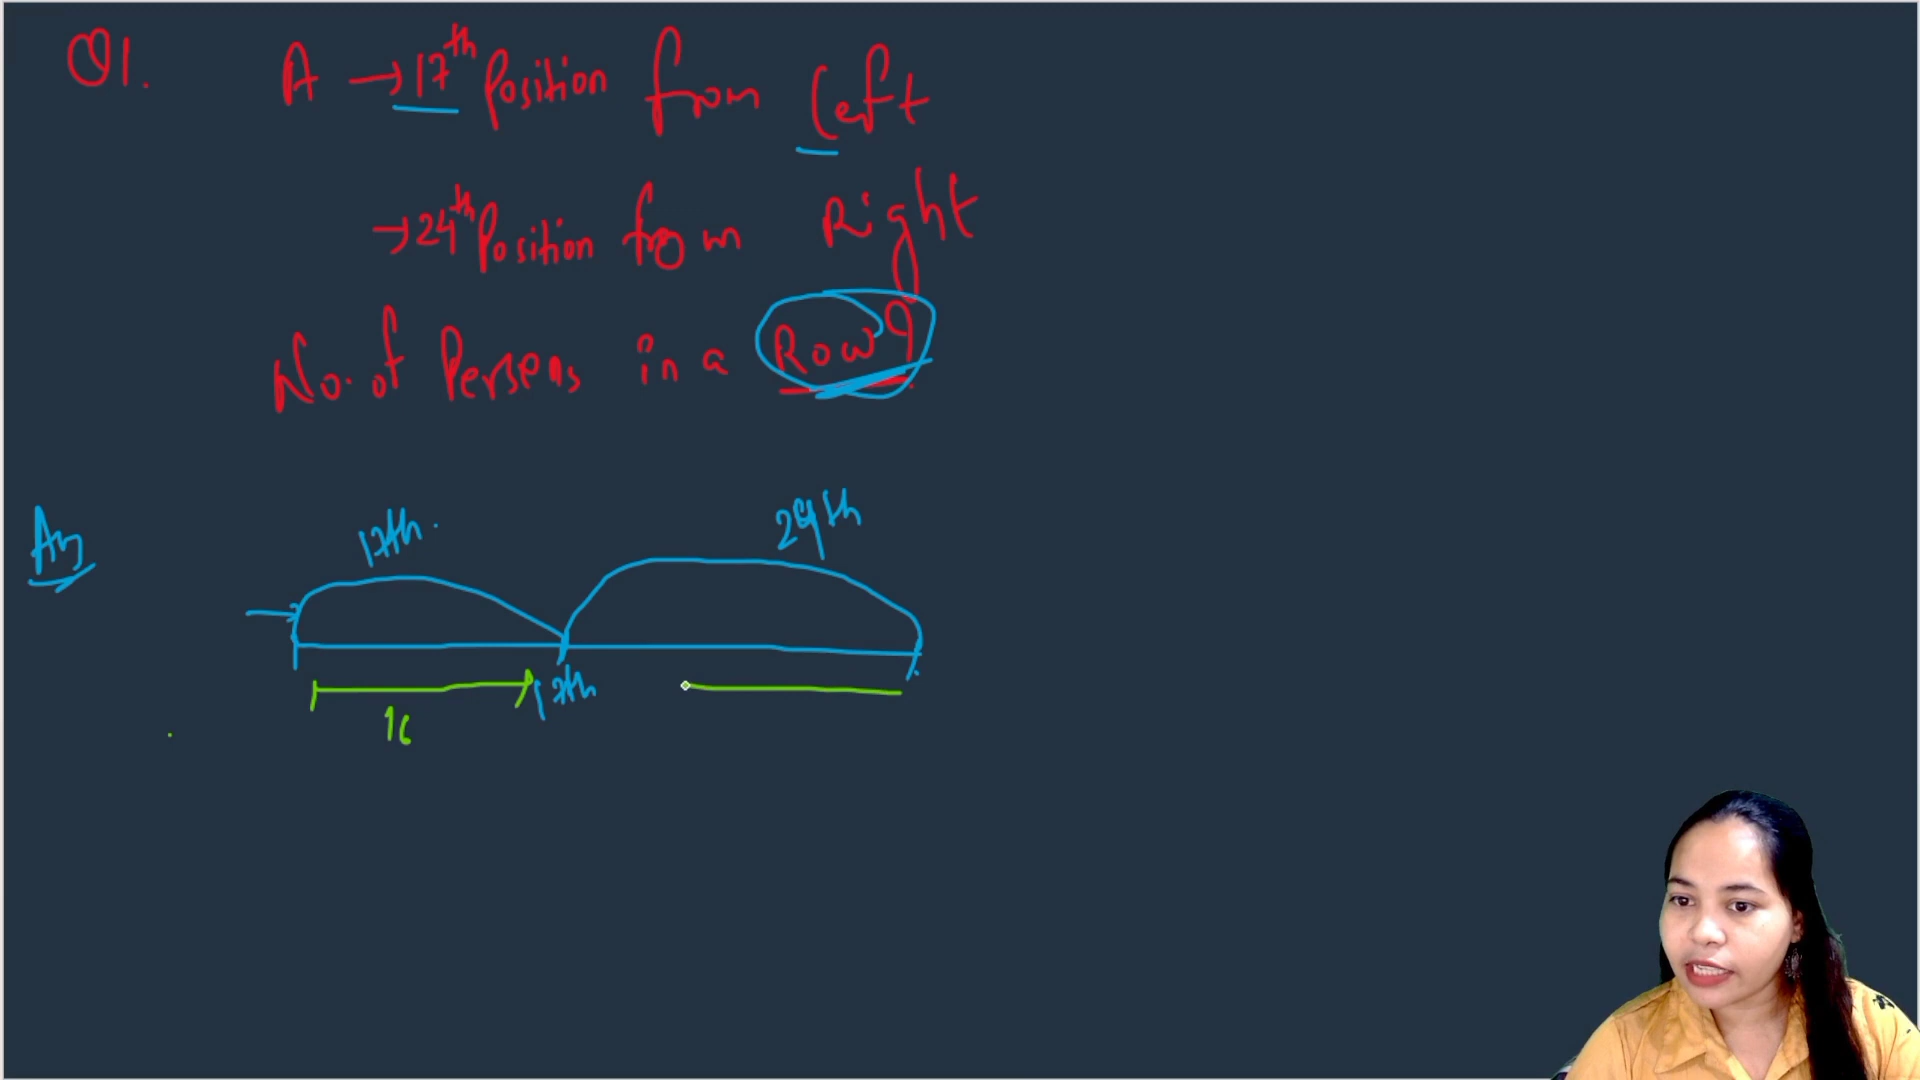 Q1. A → 17th Position from Left
→ 24th Position from Right
No. of Persons in a Row?
Ans
17th.
24th
17th
16